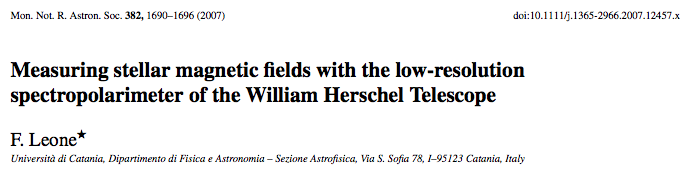 Mon. Not. R. Astron. Soc. 382, 1690–1696 (2007) doi:10.1111/j.1365-2966.2007.12457.x
Measuring stellar magnetic fields with the low-resolution
spectropolarimeter of the William Herschel Telescope
F. Leone★
Università di Catania, Dipartimento di Fisica e Astronomia – Sezione Astrofisica, Via S. Sofia 78, I–95123 Catania, Italy